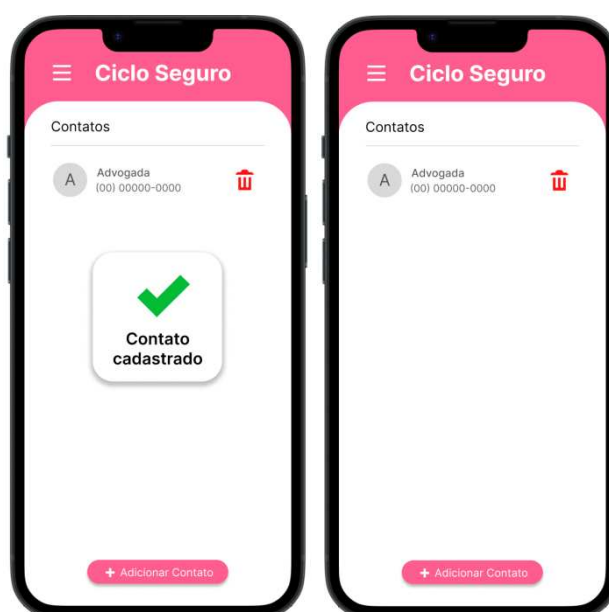 Ciclo Seguro
Contatos
A
Advogada
(00) 00000-0000
Contato
cadastrado
+ Adicionar Contato
Ciclo Seguro
Contatos
A
Advogada
(00) 00000-0000
+ Adicionar Contato